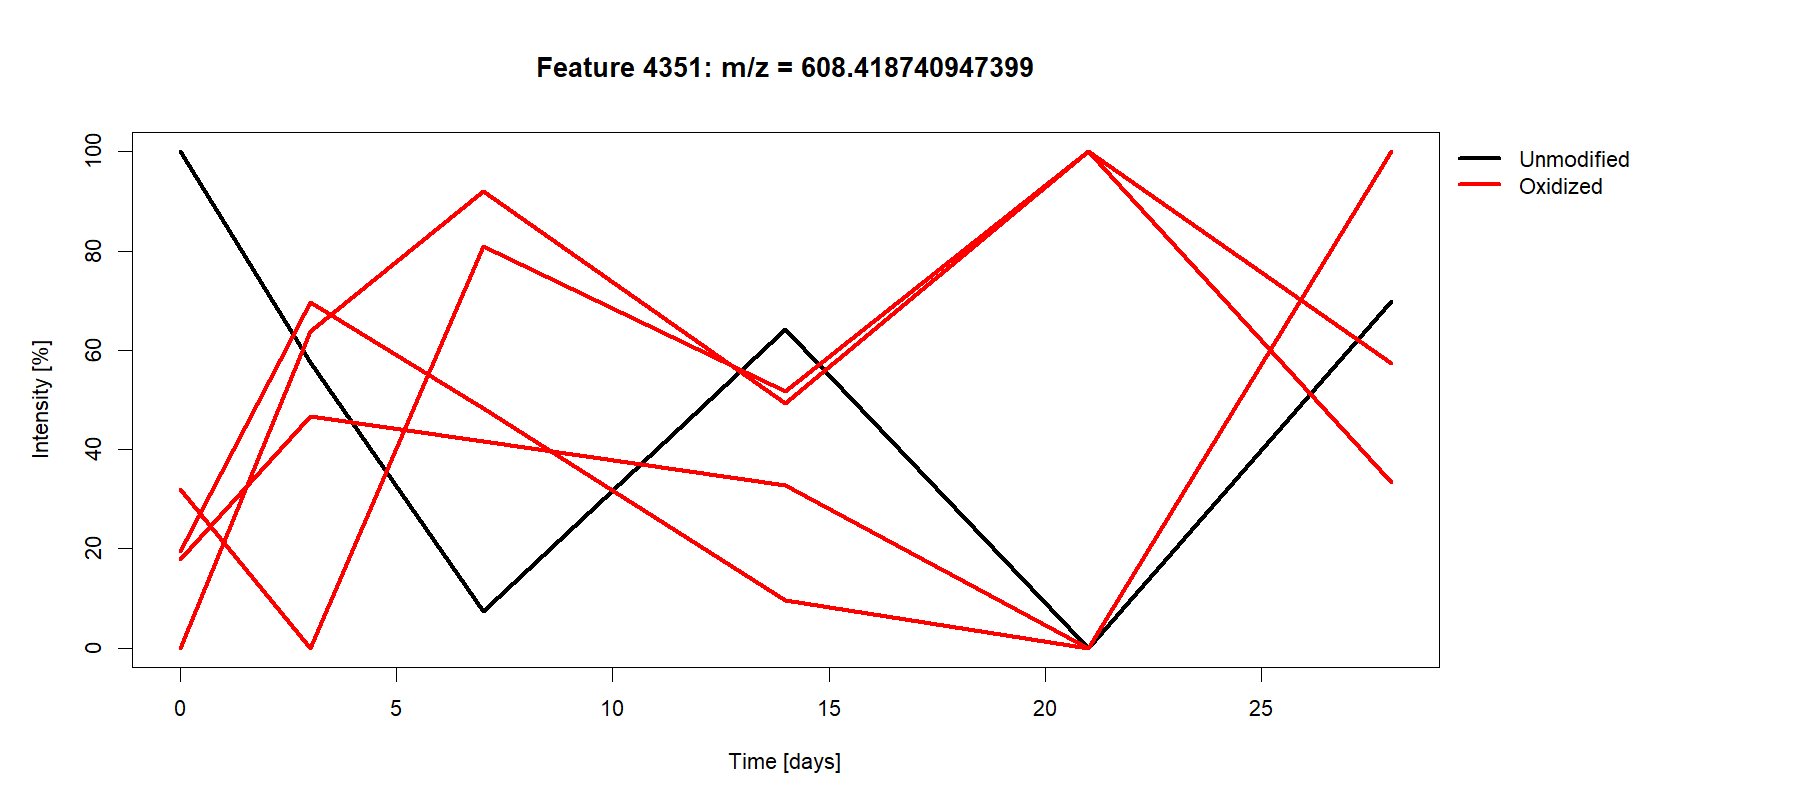 Feature 4351: m/z = 608.418740947399
Unmodified
Oxidized
Intensity [%]
100
80
60
40
20
0
0 5 10 15 20 25
Time [days]